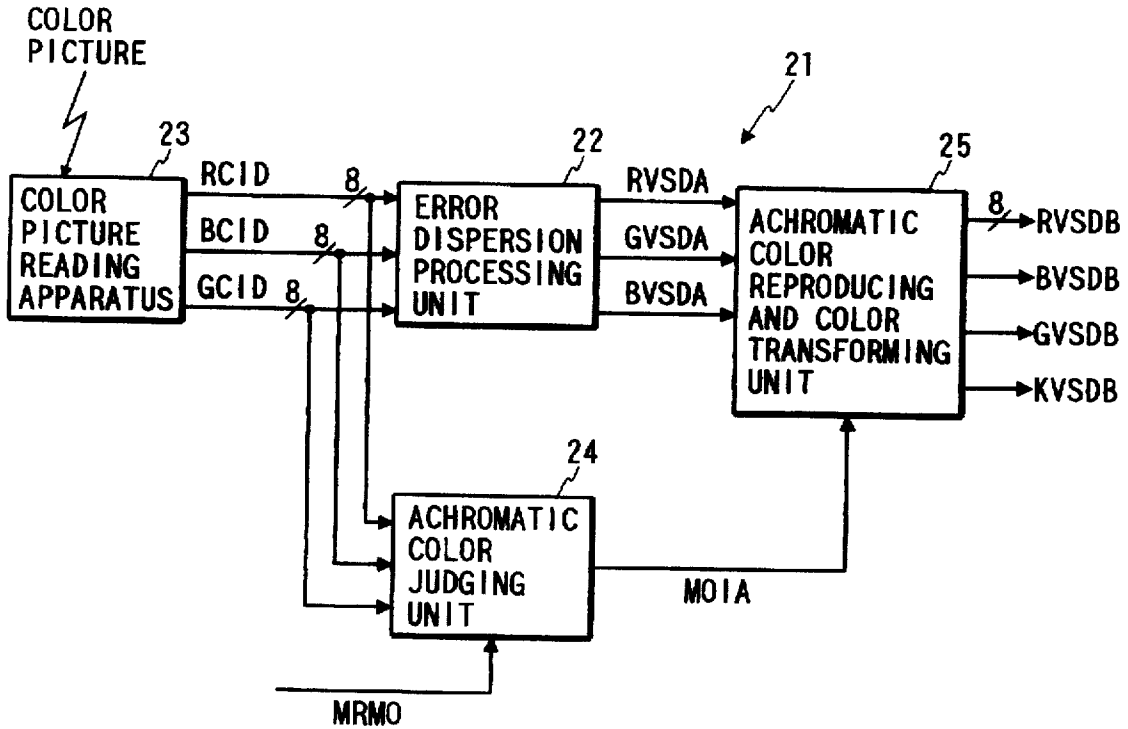 COLOR
PICTURE
21
23
22
25
RCID
8
RVSDA
8
RVSDB
COLOR
PICTURE
READING
APPARATUS
BCID
8
ERROR
DISPERSION
PROCESSING
UNIT
GVSDA
ACHROMATIC
COLOR
REPRODUCING
AND COLOR
TRANSFORMING
UNIT
BVSDB
GCID
8
BVSDA
GVSDB
KVSDB
24
ACHROMATIC
COLOR
JUDGING
UNIT
MOIA
MRMO